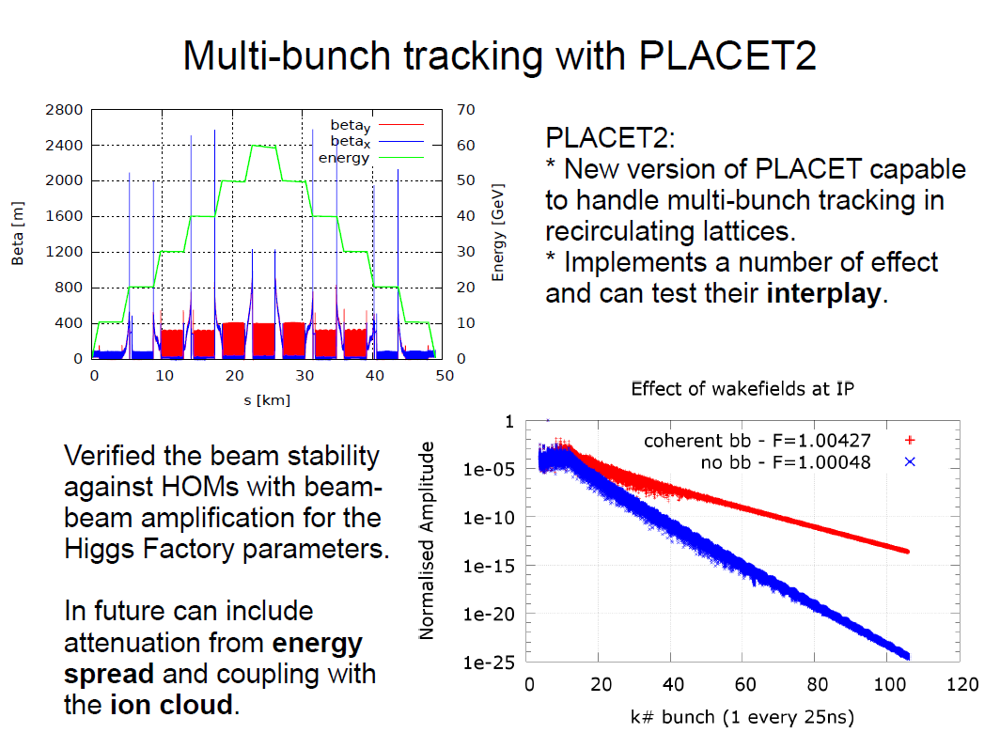 Multi-bunch tracking with PLACET2
2800
2400
2000
1600
1200
800
400
0
Beta [m]
70
60
50
40
30
20
10
0
Energy [GeV]
betay
betax
energy
0 10 20 30 40 50
s [km]
PLACET2:
* New version of PLACET capable
to handle multi-bunch tracking in
recirculating lattices.
* Implements a number of effect
and can test their interplay.
Verified the beam stability
against HOMs with beam-
beam amplification for the
Higgs Factory parameters.
In future can include
attenuation from energy
spread and coupling with
the ion cloud.
Effect of wakefields at IP
Normalised Amplitude
1
1e-05
1e-10
1e-15
1e-20
1e-25
coherent bb - F=1.00427
no bb - F=1.00048
0 20 40 60 80 100 120
k# bunch (1 every 25ns)